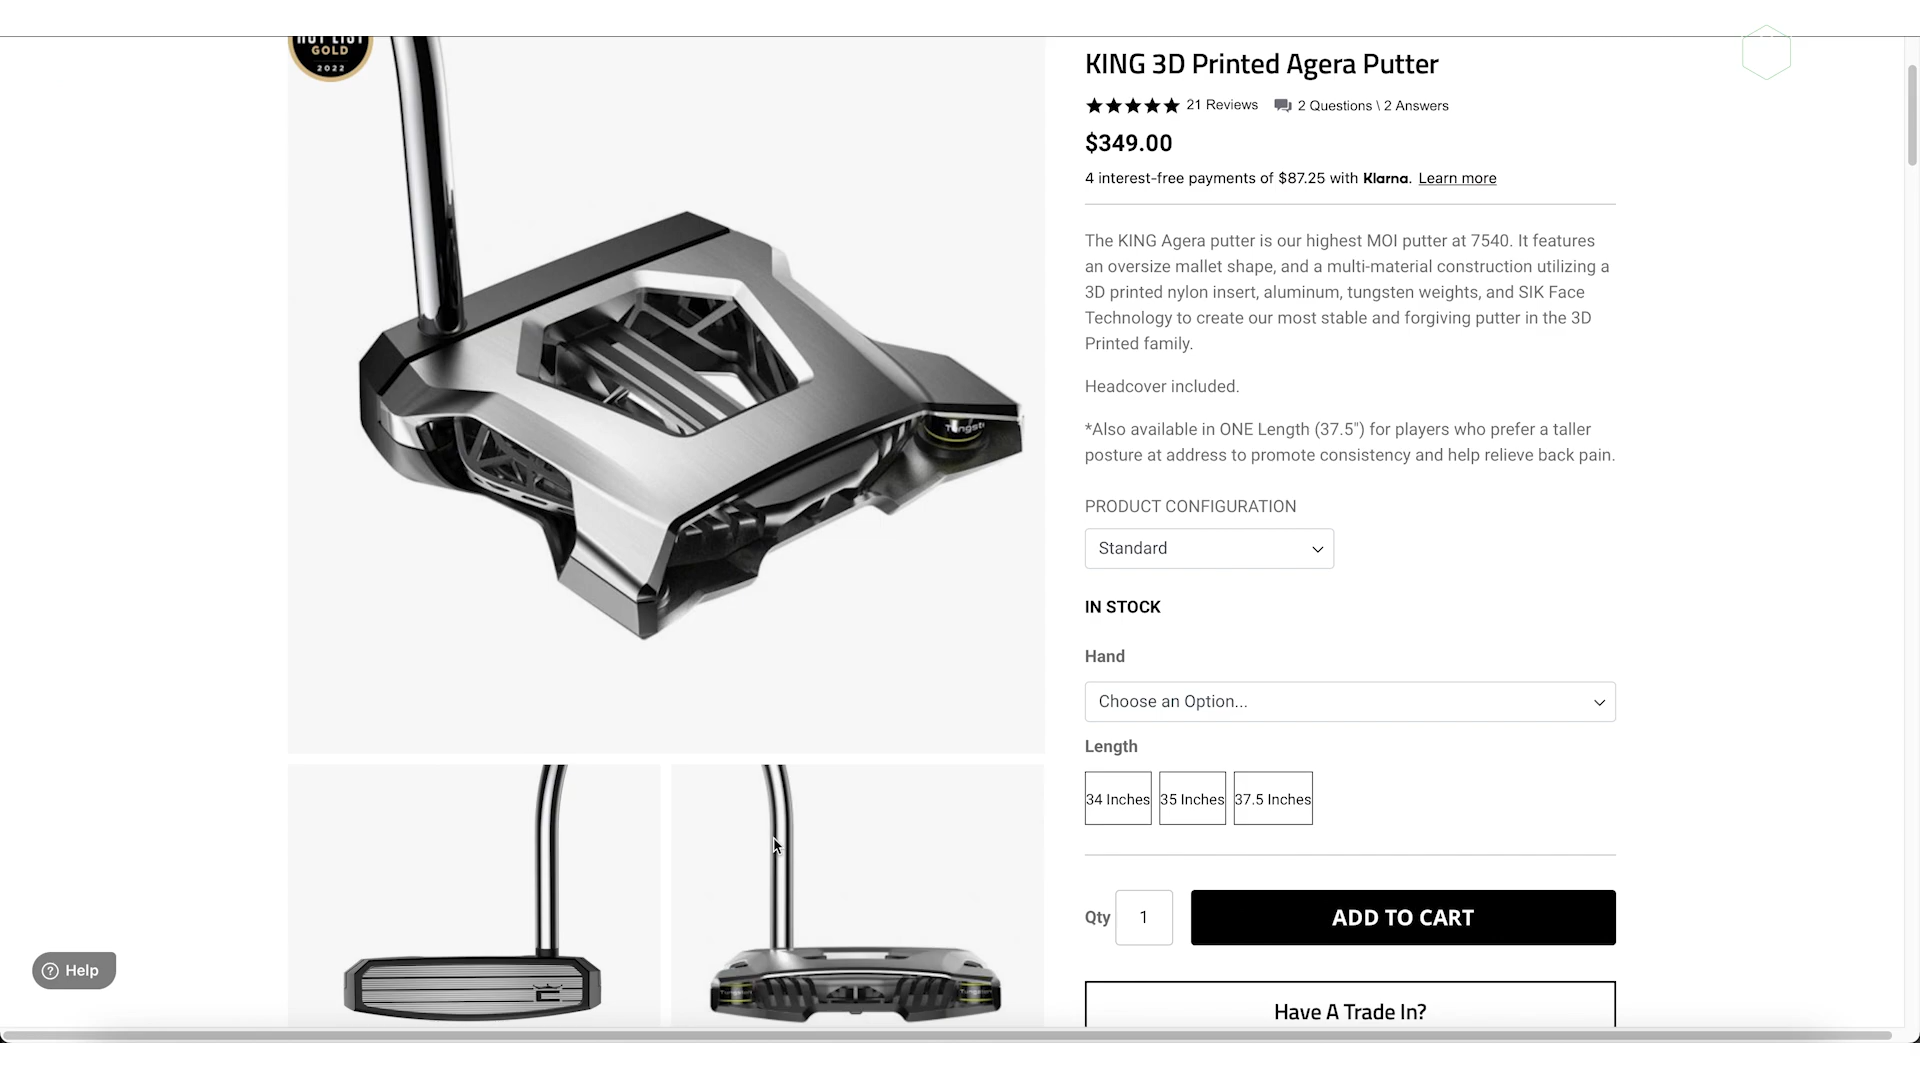 HOT LIST
GOLD
2022
KING 3D Printed Agera Putter
21 Reviews 2 Questions \ 2 Answers
$349.00
4 interest-free payments of $87.25 with Klarna. Learn more
The KING Agera putter is our highest MOI putter at 7540. It features
an oversize mallet shape, and a multi-material construction utilizing a
3D printed nylon insert, aluminum, tungsten weights, and SIK Face
Technology to create our most stable and forgiving putter in the 3D
Printed family.
Headcover included.
*Also available in ONE Length (37.5") for players who prefer a taller
posture at address to promote consistency and help relieve back pain.
PRODUCT CONFIGURATION
Standard
IN STOCK
Hand
Choose an Option...
Length
34 Inches 35 Inches 37.5 Inches
Qty 1 ADD TO CART
Have A Trade In?
Help